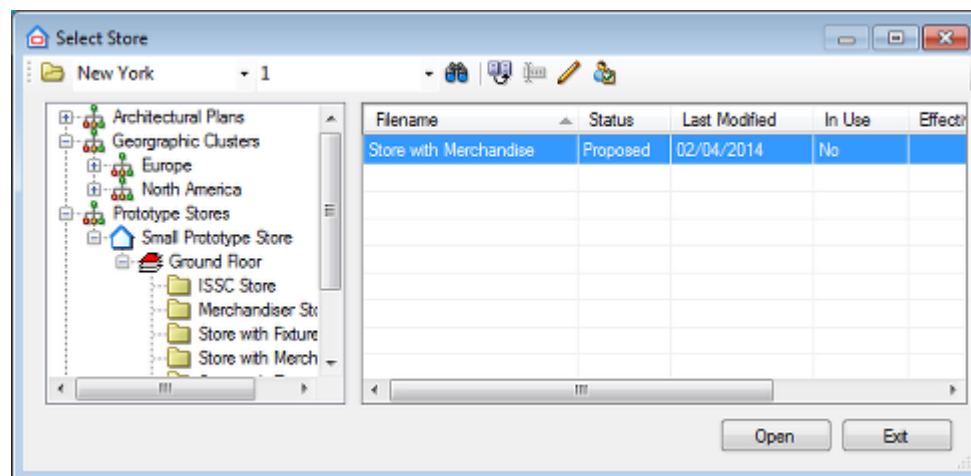 Select Store
New York 1
Architectural Plans
Georgraphic Clusters
Europe
North America
Prototype Stores
Small Prototype Store
Ground Floor
ISSC Store
Merchandiser Sto
Store with Fixture
Store with Merch
Filename Status Last Modified In Use Effecti
Store with Merchandise Proposed 02/04/2014 No
Open Exit